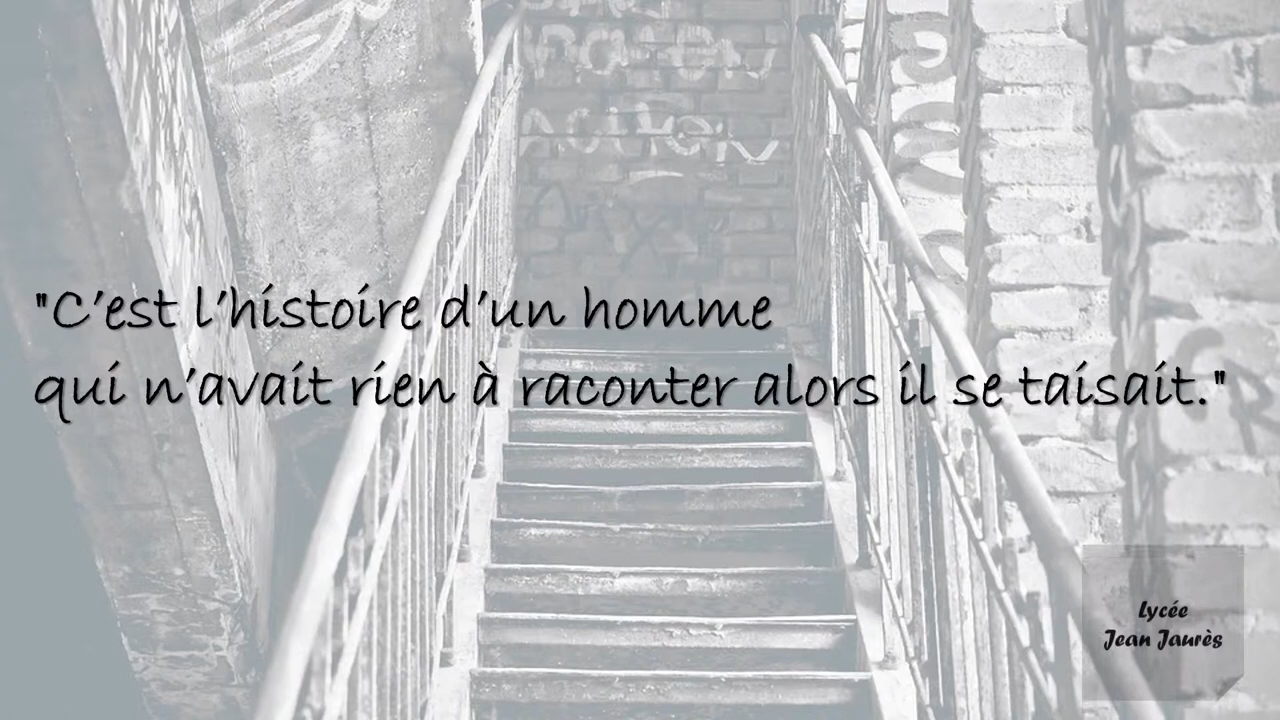 "C’est l’histoire d’un homme
qui n’avait rien à raconter alors il se taisait."
Lycée
Jean Jaurès